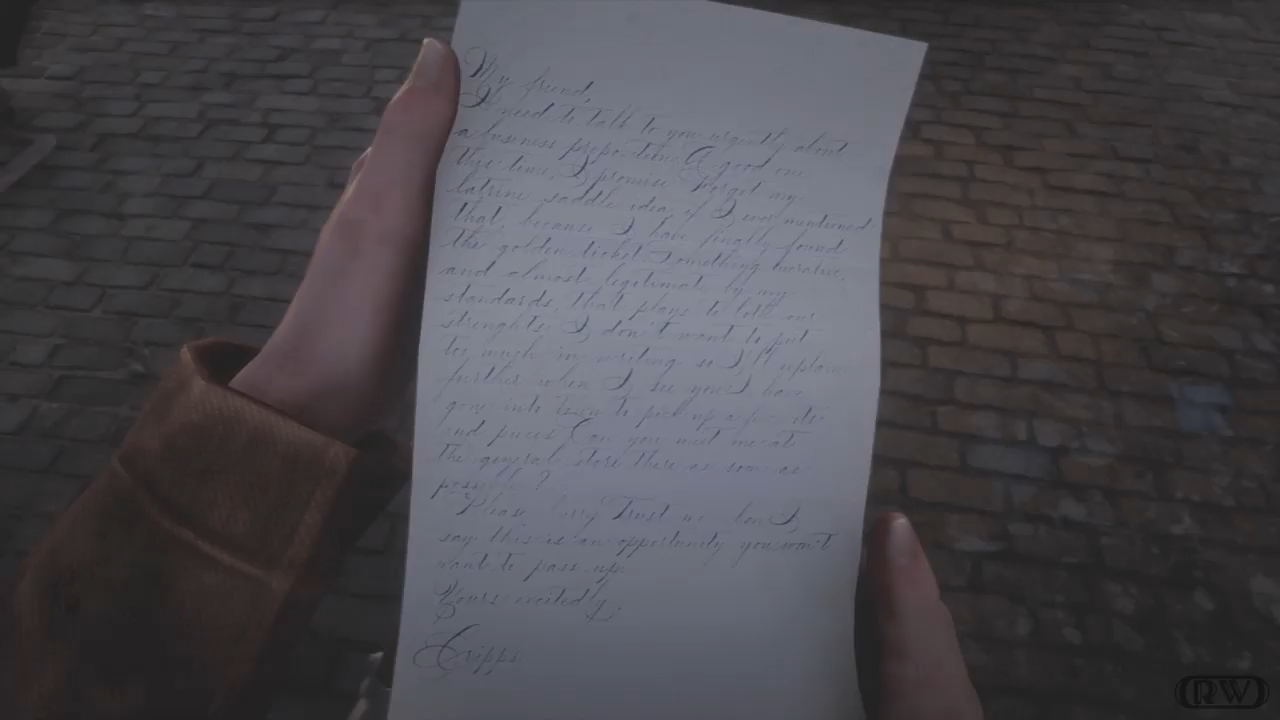 My friend,
I need to talk to you urgently about
a business proposition. A good one
this time, I promise. Forget my
latrine saddle idea, if I ever mentioned
that, because I have finally found
the golden ticket. Something lucrative,
and almost legitimate by my
standards, that plays to both our
strenghts. I don't want to put
too much in writing so I'll explain
further when I see you. I have
gone into town to pick up a few
and pieces. Can you meet me at
the general store there as soon as
possible?
Please hurry. Trust me when I
say this is an opportunity you won't
want to pass up.
Yours excitedly,
Cripps
RW